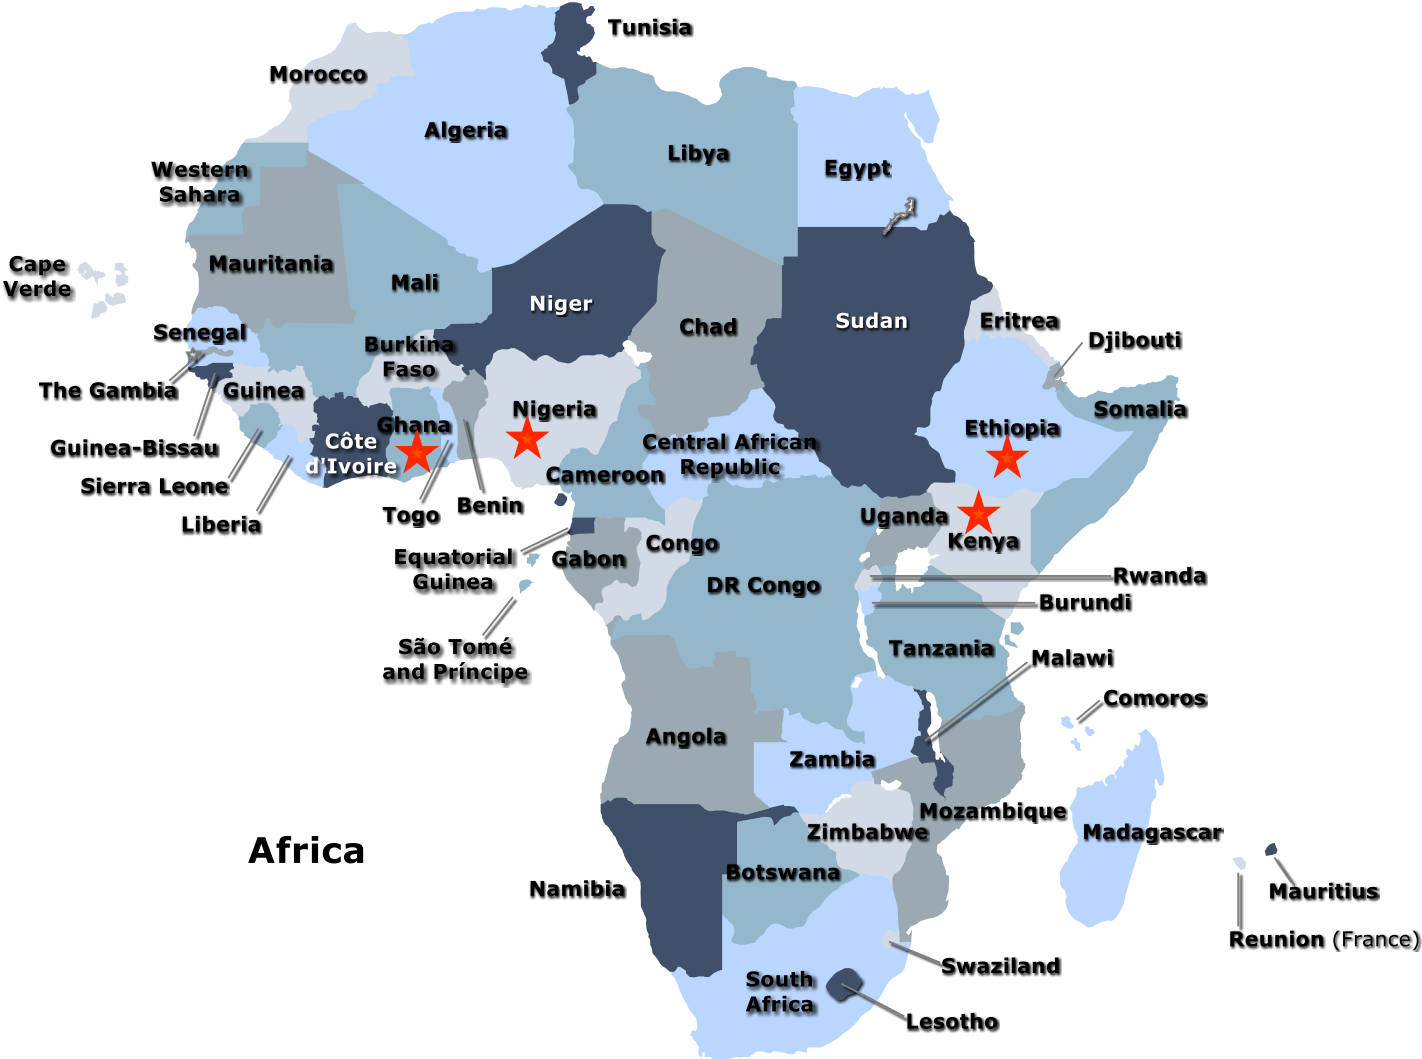 Tunisia
Morocco
Algeria
Libya
Egypt
Western
Sahara
Cape
Verde
Mauritania
Mali
Niger
Chad
Sudan
Eritrea
Djibouti
Senegal
Burkina
Faso
The Gambia
Guinea
Nigeria
Somalia
Ghana
Ethiopia
Guinea-Bissau
Côte
d'Ivoire
Central African
Republic
Sierra Leone
Cameroon
Liberia
Togo
Benin
Uganda
Kenya
Equatorial
Guinea
Gabon
Congo
DR Congo
Rwanda
Burundi
São Tomé
and Príncipe
Tanzania
Malawi
Comoros
Angola
Zambia
Mozambique
Zimbabwe
Madagascar
Africa
Botswana
Namibia
Mauritius
Reunion (France)
Swaziland
South
Africa
Lesotho